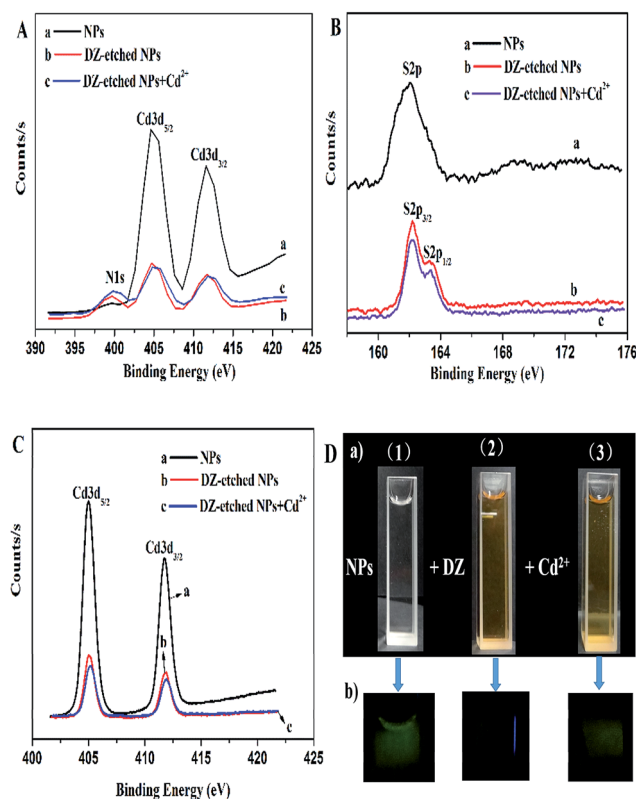 A
a NPs
b DZ-etched NPs
c DZ-etched NPs+Cd²⁺
Cd3d5/2
Cd3d3/2
N1s
a
c
b
Counts/s
390 395 400 405 410 415 420 425
Binding Energy (eV)
B
a NPs
b DZ-etched NPs
c DZ-etched NPs+Cd²⁺
S2p
a
S2p3/2
S2p1/2
b
c
Counts/s
160 164 168 172 176
Binding Energy (eV)
C
a NPs
b DZ-etched NPs
c DZ-etched NPs+Cd²⁺
Cd3d5/2
Cd3d3/2
a
b
c
Counts/s
400 405 410 415 420 425
Binding Energy (eV)
D
a) (1) (2) (3)
NPs + DZ + Cd²⁺
b)